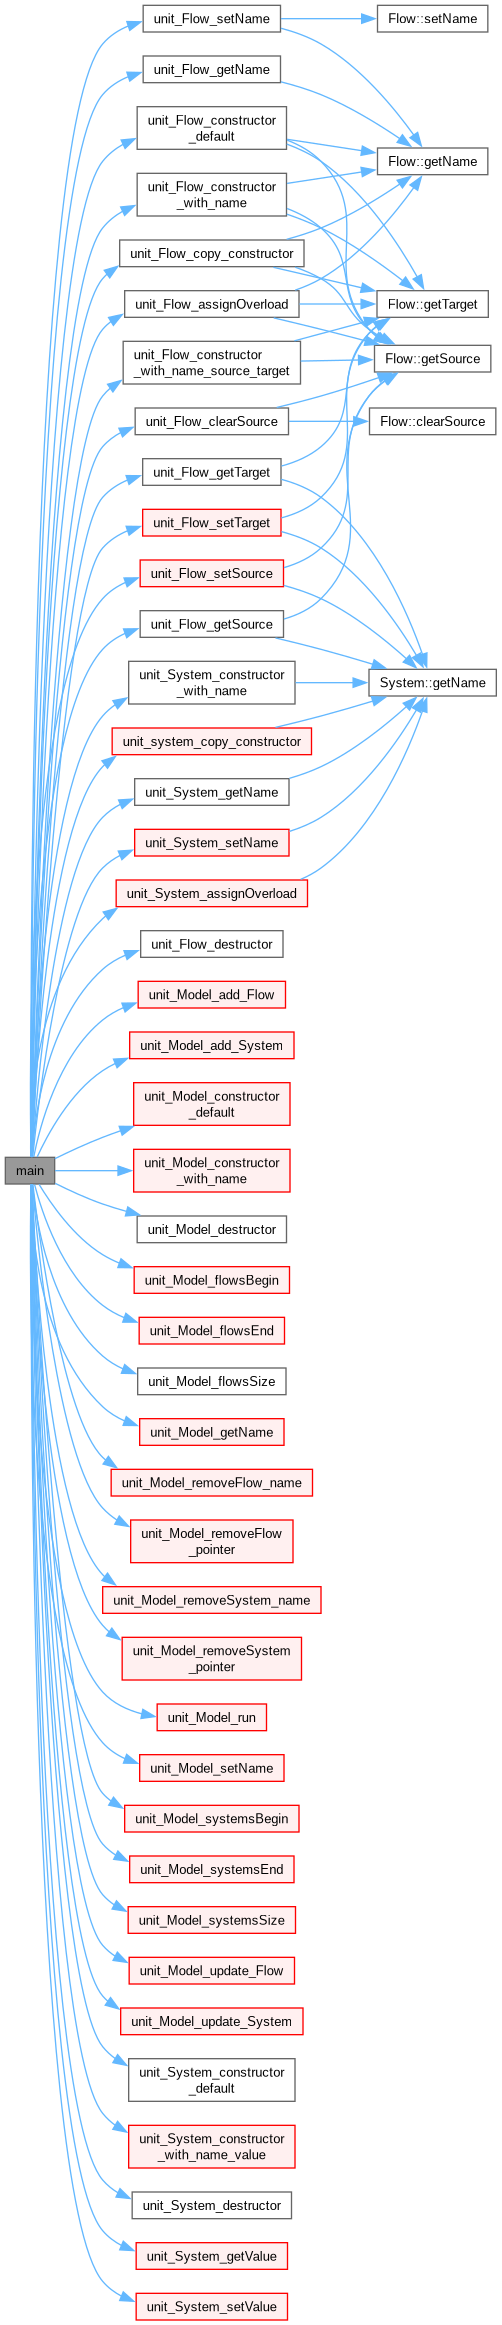 unit_Flow_setName
Flow::setName
unit_Flow_getName
unit_Flow_constructor
_default
Flow::getName
unit_Flow_constructor
_with_name
unit_Flow_copy_constructor
unit_Flow_assignOverload
Flow::getTarget
unit_Flow_constructor
_with_name_source_target
Flow::getSource
unit_Flow_clearSource
Flow::clearSource
unit_Flow_getTarget
unit_Flow_setTarget
unit_Flow_setSource
unit_Flow_getSource
unit_System_constructor
_with_name
System::getName
unit_system_copy_constructor
unit_System_getName
unit_System_setName
unit_System_assignOverload
unit_Flow_destructor
unit_Model_add_Flow
unit_Model_add_System
unit_Model_constructor
_default
main
unit_Model_constructor
_with_name
unit_Model_destructor
unit_Model_flowsBegin
unit_Model_flowsEnd
unit_Model_flowsSize
unit_Model_getName
unit_Model_removeFlow_name
unit_Model_removeFlow
_pointer
unit_Model_removeSystem_name
unit_Model_removeSystem
_pointer
unit_Model_run
unit_Model_setName
unit_Model_systemsBegin
unit_Model_systemsEnd
unit_Model_systemsSize
unit_Model_update_Flow
unit_Model_update_System
unit_System_constructor
_default
unit_System_constructor
_with_name_value
unit_System_destructor
unit_System_getValue
unit_System_setValue